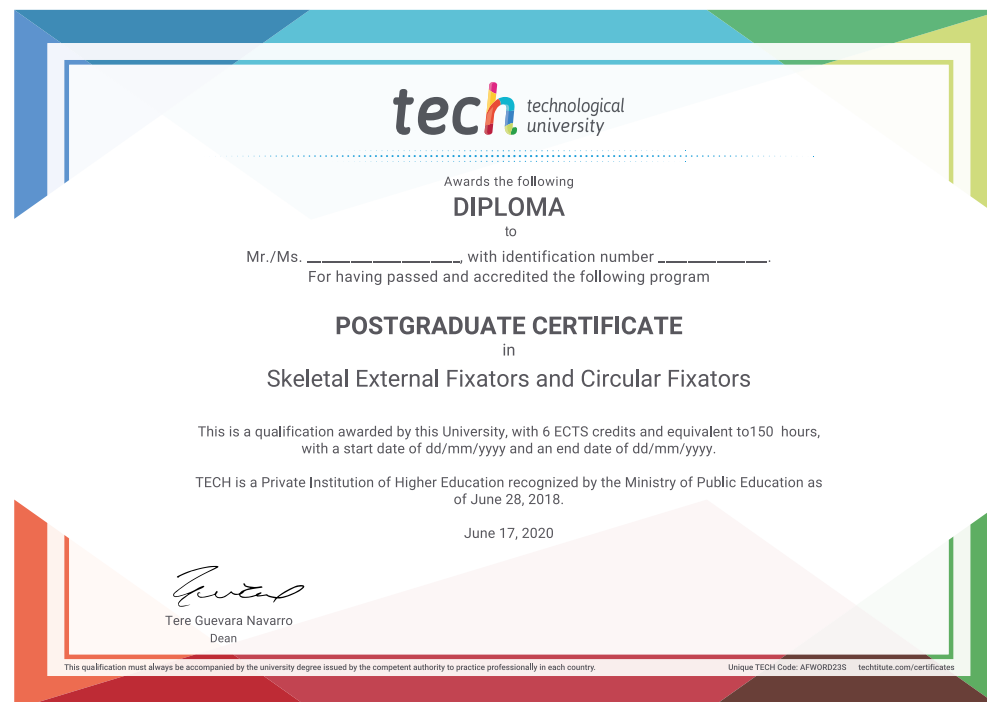 tech technological
university
Awards the following
DIPLOMA
to
Mr./Ms. ____________________, with identification number ______________.
For having passed and accredited the following program
POSTGRADUATE CERTIFICATE
in
Skeletal External Fixators and Circular Fixators
This is a qualification awarded by this University, with 6 ECTS credits and equivalent to150 hours,
with a start date of dd/mm/yyyy and an end date of dd/mm/yyyy.
TECH is a Private Institution of Higher Education recognized by the Ministry of Public Education as
of June 28, 2018.
June 17, 2020
Tere Guevara Navarro
Dean
This qualification must always be accompanied by the university degree issued by the competent authority to practice professionally in each country.
Unique TECH Code: AFWORD23S techtitute.com/certificates